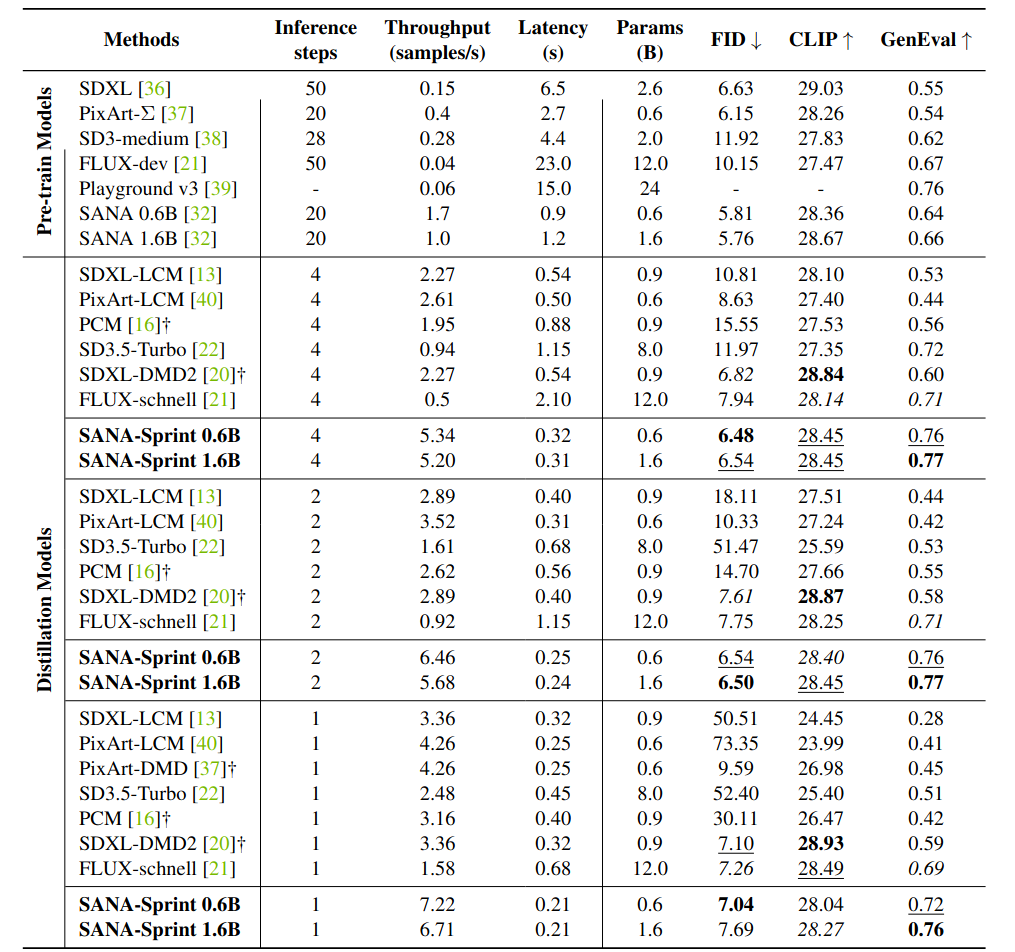 Methods Inference steps Throughput (samples/s) Latency (s) Params (B) FID ↓ CLIP ↑ GenEval ↑
Pre-train Models
SDXL [36] 50 0.15 6.5 2.6 6.63 29.03 0.55
PixArt-Σ [37] 20 0.4 2.7 0.6 6.15 28.26 0.54
SD3-medium [38] 28 0.28 4.4 2.0 11.92 27.83 0.62
FLUX-dev [21] 50 0.04 23.0 12.0 10.15 27.47 0.67
Playground v3 [39] - 0.06 15.0 24 - - 0.76
SANA 0.6B [32] 20 1.7 0.9 0.6 5.81 28.36 0.64
SANA 1.6B [32] 20 1.0 1.2 1.6 5.76 28.67 0.66
Distillation Models
SDXL-LCM [13] 4 2.27 0.54 0.9 10.81 28.10 0.53
PixArt-LCM [40] 4 2.61 0.50 0.6 8.63 27.40 0.44
PCM [16]† 4 1.95 0.88 0.9 15.55 27.53 0.56
SD3.5-Turbo [22] 4 0.94 1.15 8.0 11.97 27.35 0.72
SDXL-DMD2 [20]† 4 2.27 0.54 0.9 6.82 28.84 0.60
FLUX-schnell [21] 4 0.5 2.10 12.0 7.94 28.14 0.71
SANA-Sprint 0.6B 4 5.34 0.32 0.6 6.48 28.45 0.76
SANA-Sprint 1.6B 4 5.20 0.31 1.6 6.54 28.45 0.77
SDXL-LCM [13] 2 2.89 0.40 0.9 18.11 27.51 0.44
PixArt-LCM [40] 2 3.52 0.31 0.6 10.33 27.24 0.42
SD3.5-Turbo [22] 2 1.61 0.68 8.0 51.47 25.59 0.53
PCM [16]† 2 2.62 0.56 0.9 14.70 27.66 0.55
SDXL-DMD2 [20]† 2 2.89 0.40 0.9 7.61 28.87 0.58
FLUX-schnell [21] 2 0.92 1.15 12.0 7.75 28.25 0.71
SANA-Sprint 0.6B 2 6.46 0.25 0.6 6.54 28.40 0.76
SANA-Sprint 1.6B 2 5.68 0.24 1.6 6.50 28.45 0.77
SDXL-LCM [13] 1 3.36 0.32 0.9 50.51 24.45 0.28
PixArt-LCM [40] 1 4.26 0.25 0.6 73.35 23.99 0.41
PixArt-DMD [37]† 1 4.26 0.25 0.6 9.59 26.98 0.45
SD3.5-Turbo [22] 1 2.48 0.45 8.0 52.40 25.40 0.51
PCM [16]† 1 3.16 0.40 0.9 30.11 26.47 0.42
SDXL-DMD2 [20]† 1 3.36 0.32 0.9 7.10 28.93 0.59
FLUX-schnell [21] 1 1.58 0.68 12.0 7.26 28.49 0.69
SANA-Sprint 0.6B 1 7.22 0.21 0.6 7.04 28.04 0.72
SANA-Sprint 1.6B 1 6.71 0.21 1.6 7.69 28.27 0.76